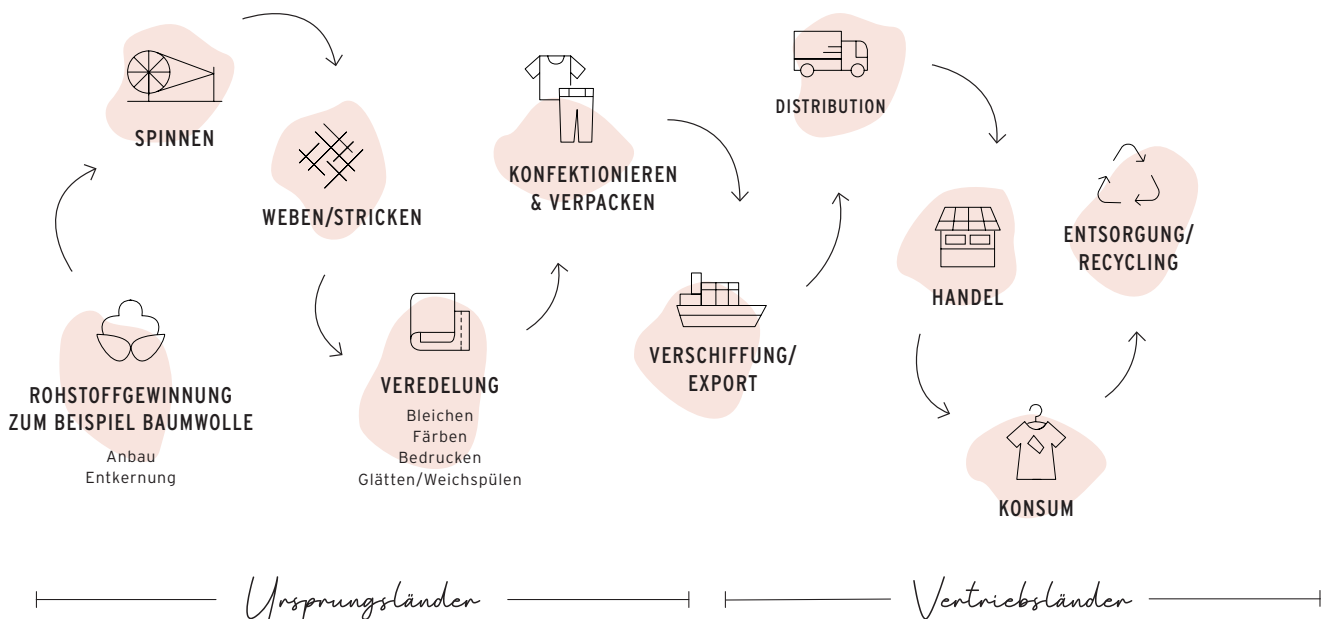 ROHSTOFFGEWINNUNG
ZUM BEISPIEL BAUMWOLLE
Anbau
Entkernung
SPINNEN
WEBEN/STRICKEN
VEREDELUNG
Bleichen
Färben
Bedrucken
Glätten/Weichspülen
KONFEKTIONIEREN
& VERPACKEN
VERSCHIFFUNG/
EXPORT
DISTRIBUTION
HANDEL
KONSUM
ENTSORGUNG/
RECYCLING
Ursprungsländer
Vertriebsländer